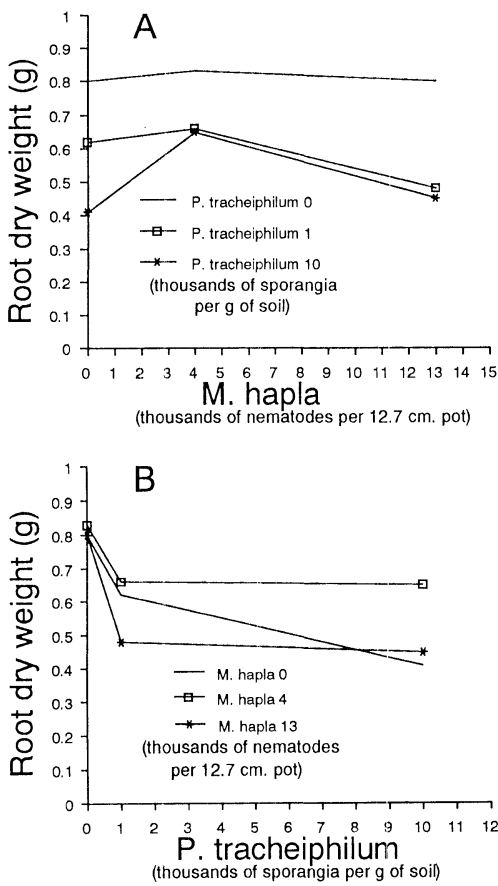 A
Root dry weight (g)
1
0.9
0.8
0.7
0.6
0.5
0.4
0.3
0.2
0.1
0
P. tracheiphilum 0
P. tracheiphilum 1
P. tracheiphilum 10
(thousands of sporangia
per g of soil)
0 1 2 3 4 5 6 7 8 9 10 11 12 13 14 15
M. hapla
(thousands of nematodes per 12.7 cm. pot)
B
Root dry weight (g)
1
0.9
0.8
0.7
0.6
0.5
0.4
0.3
0.2
0.1
0
M. hapla 0
M. hapla 4
M. hapla 13
(thousands of nematodes
per 12.7 cm. pot)
0 1 2 3 4 5 6 7 8 9 10 11 12
P. tracheiphilum
(thousands of sporangia per g of soil)